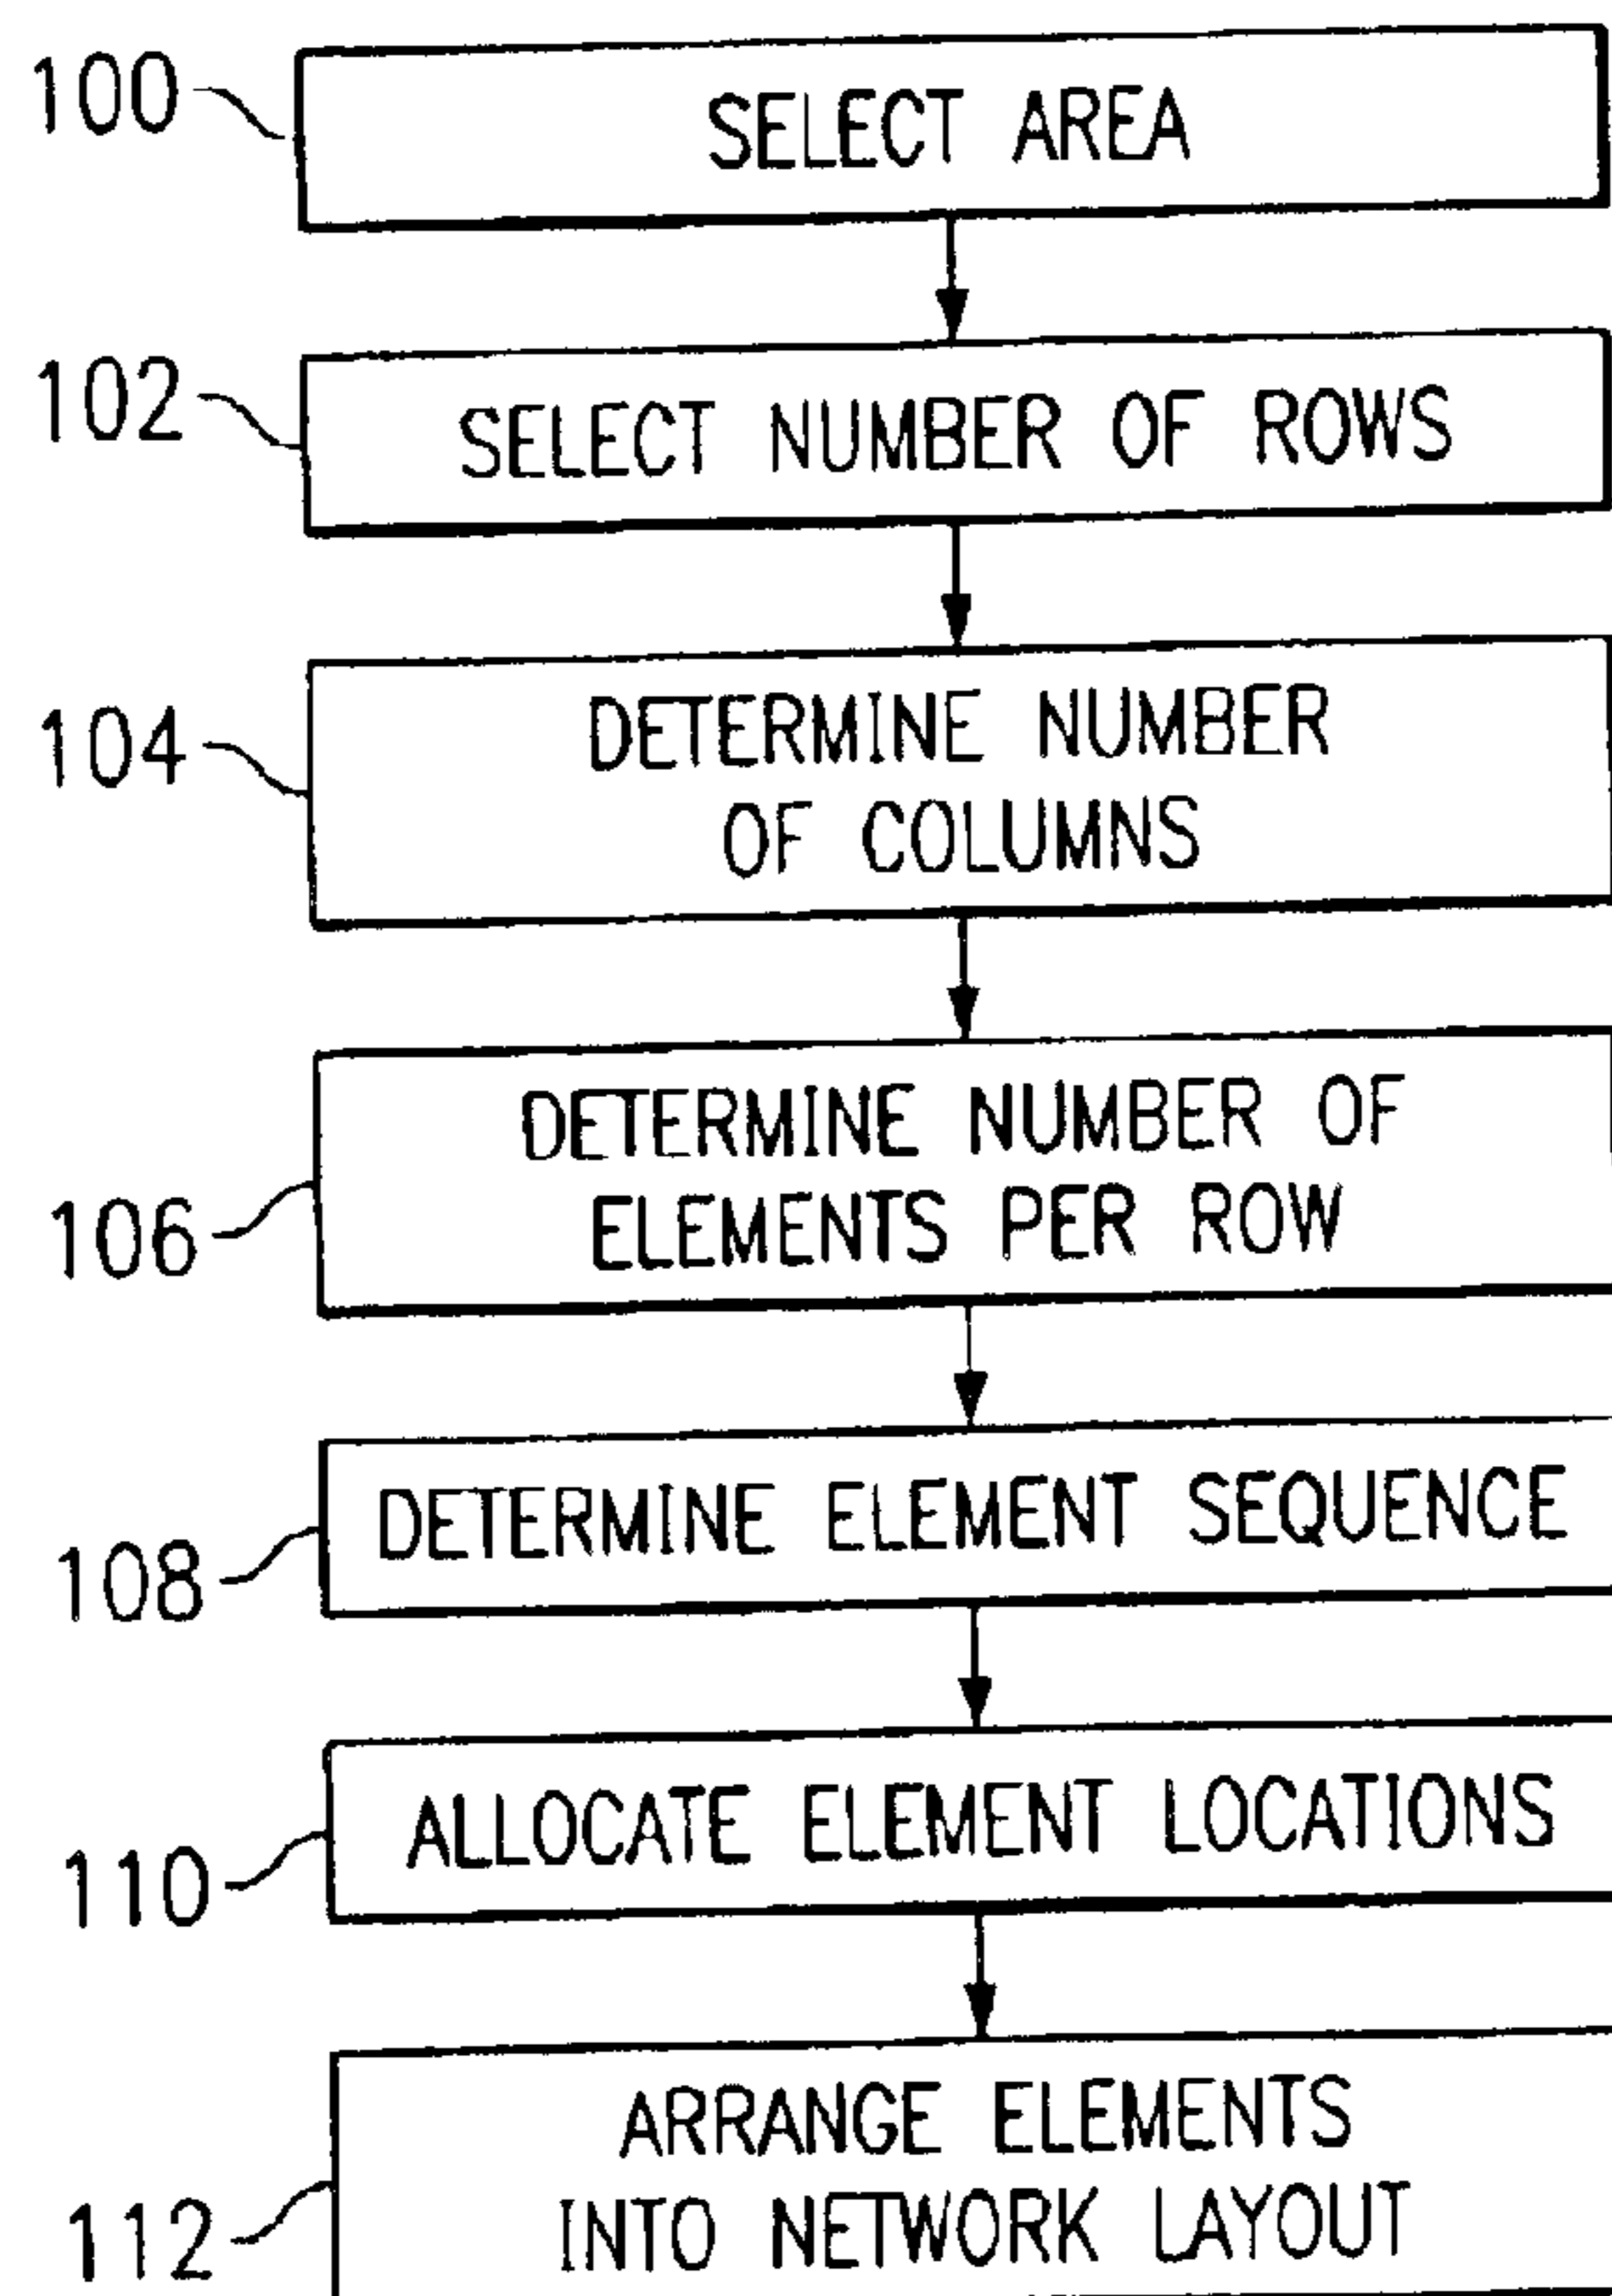 100
SELECT AREA
102
SELECT NUMBER OF ROWS
104
DETERMINE NUMBER
OF COLUMNS
106
DETERMINE NUMBER OF
ELEMENTS PER ROW
108
DETERMINE ELEMENT SEQUENCE
110
ALLOCATE ELEMENT LOCATIONS
112
ARRANGE ELEMENTS
INTO NETWORK LAYOUT